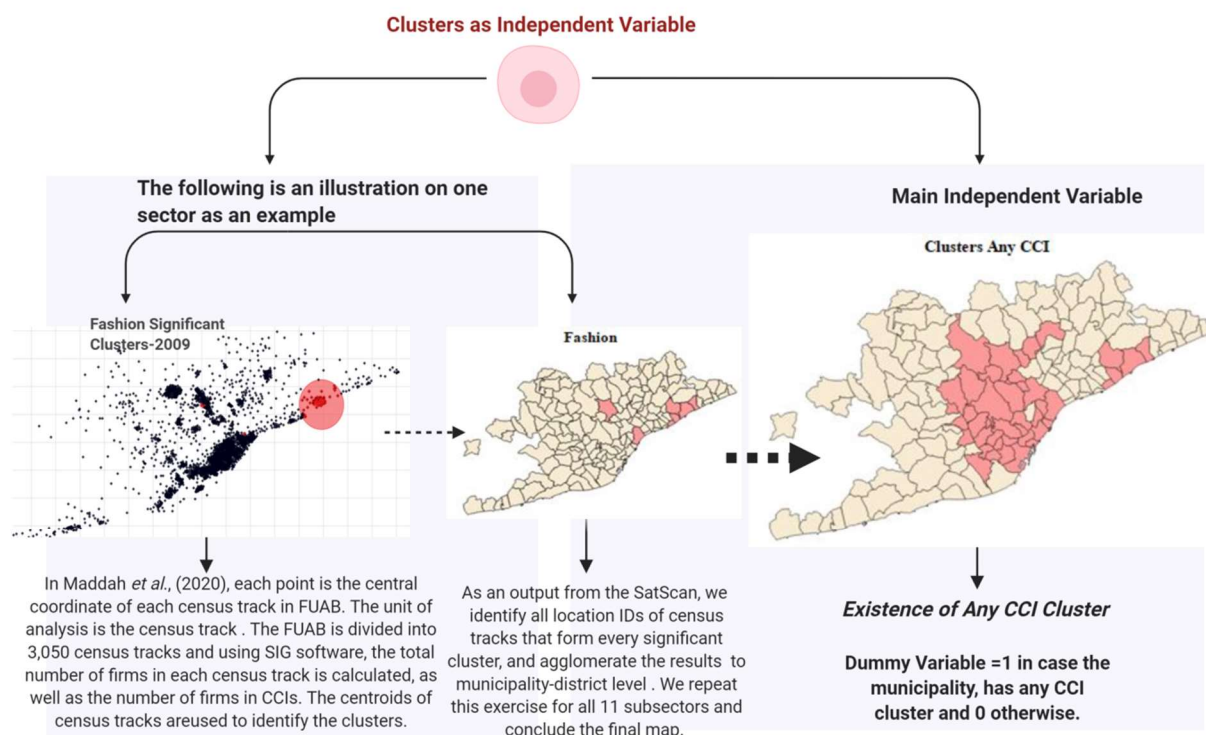 Clusters as Independent Variable
The following is an illustration on one
sector as an example
Main Independent Variable
Fashion Significant
Clusters-2009
Fashion
Clusters Any CCI
In Maddah et al., (2020), each point is the central
coordinate of each census track in FUAB. The unit of
analysis is the census track . The FUAB is divided into
3,050 census tracks and using SIG software, the total
number of firms in each census track is calculated, as
well as the number of firms in CCIs. The centroids of
census tracks areused to identify the clusters.
As an output from the SatScan, we
identify all location IDs of census
tracks that form every significant
cluster, and agglomerate the results to
municipality-district level . We repeat
this exercise for all 11 subsectors and
conclude the final map.
Existence of Any CCI Cluster
Dummy Variable =1 in case the
municipality, has any CCI
cluster and 0 otherwise.